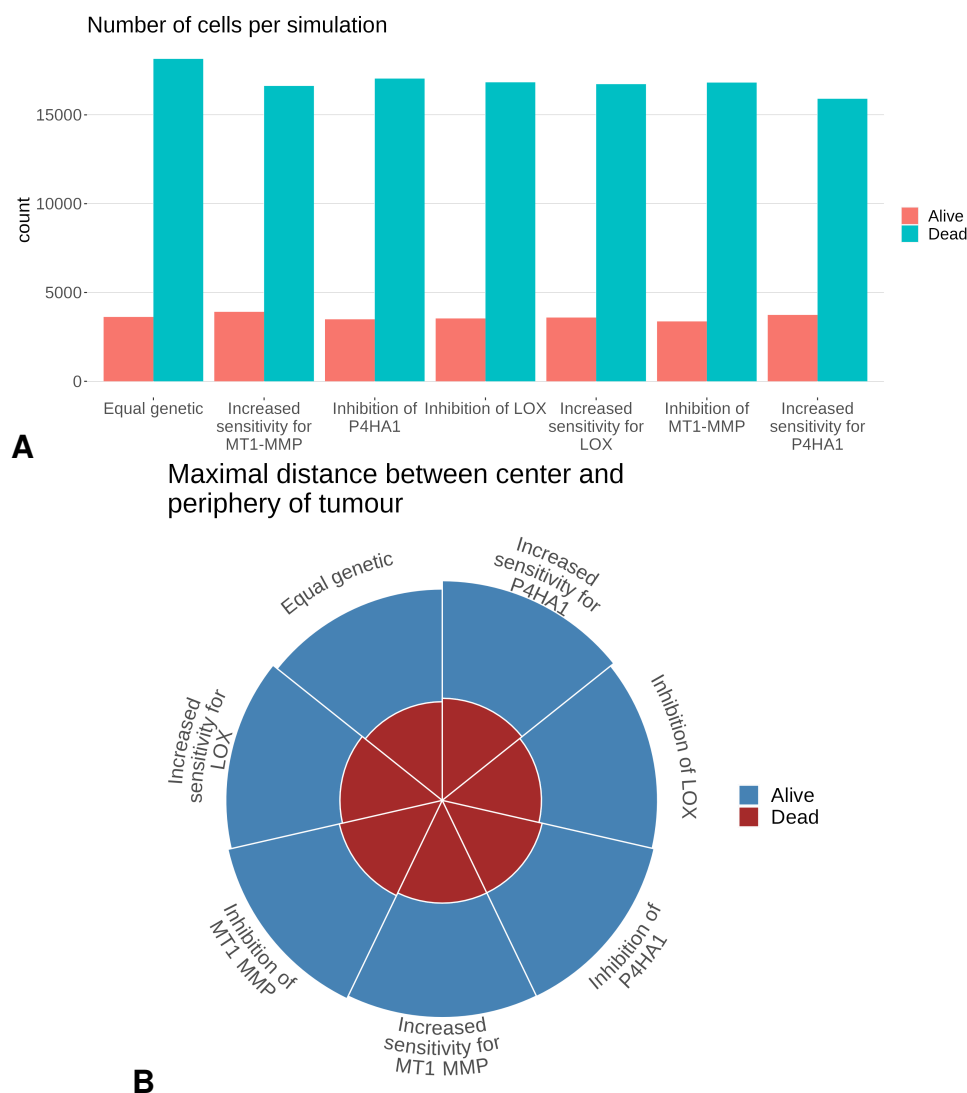 Number of cells per simulation
15000
10000
5000
0
count
Equal genetic
Increased
sensitivity for
MT1-MMP
Inhibition of
P4HA1
Inhibition of LOX
Increased
sensitivity for
LOX
Inhibition of
MT1-MMP
Increased
sensitivity for
P4HA1
Alive
Dead
A
Maximal distance between center and
periphery of tumour
Equal genetic
Increased
sensitivity for
P4HA1
Inhibition of LOX
Inhibition of
P4HA1
Increased
sensitivity for
MT1 MMP
Inhibition of
MT1 MMP
Increased
sensitivity for
LOX
Alive
Dead
B